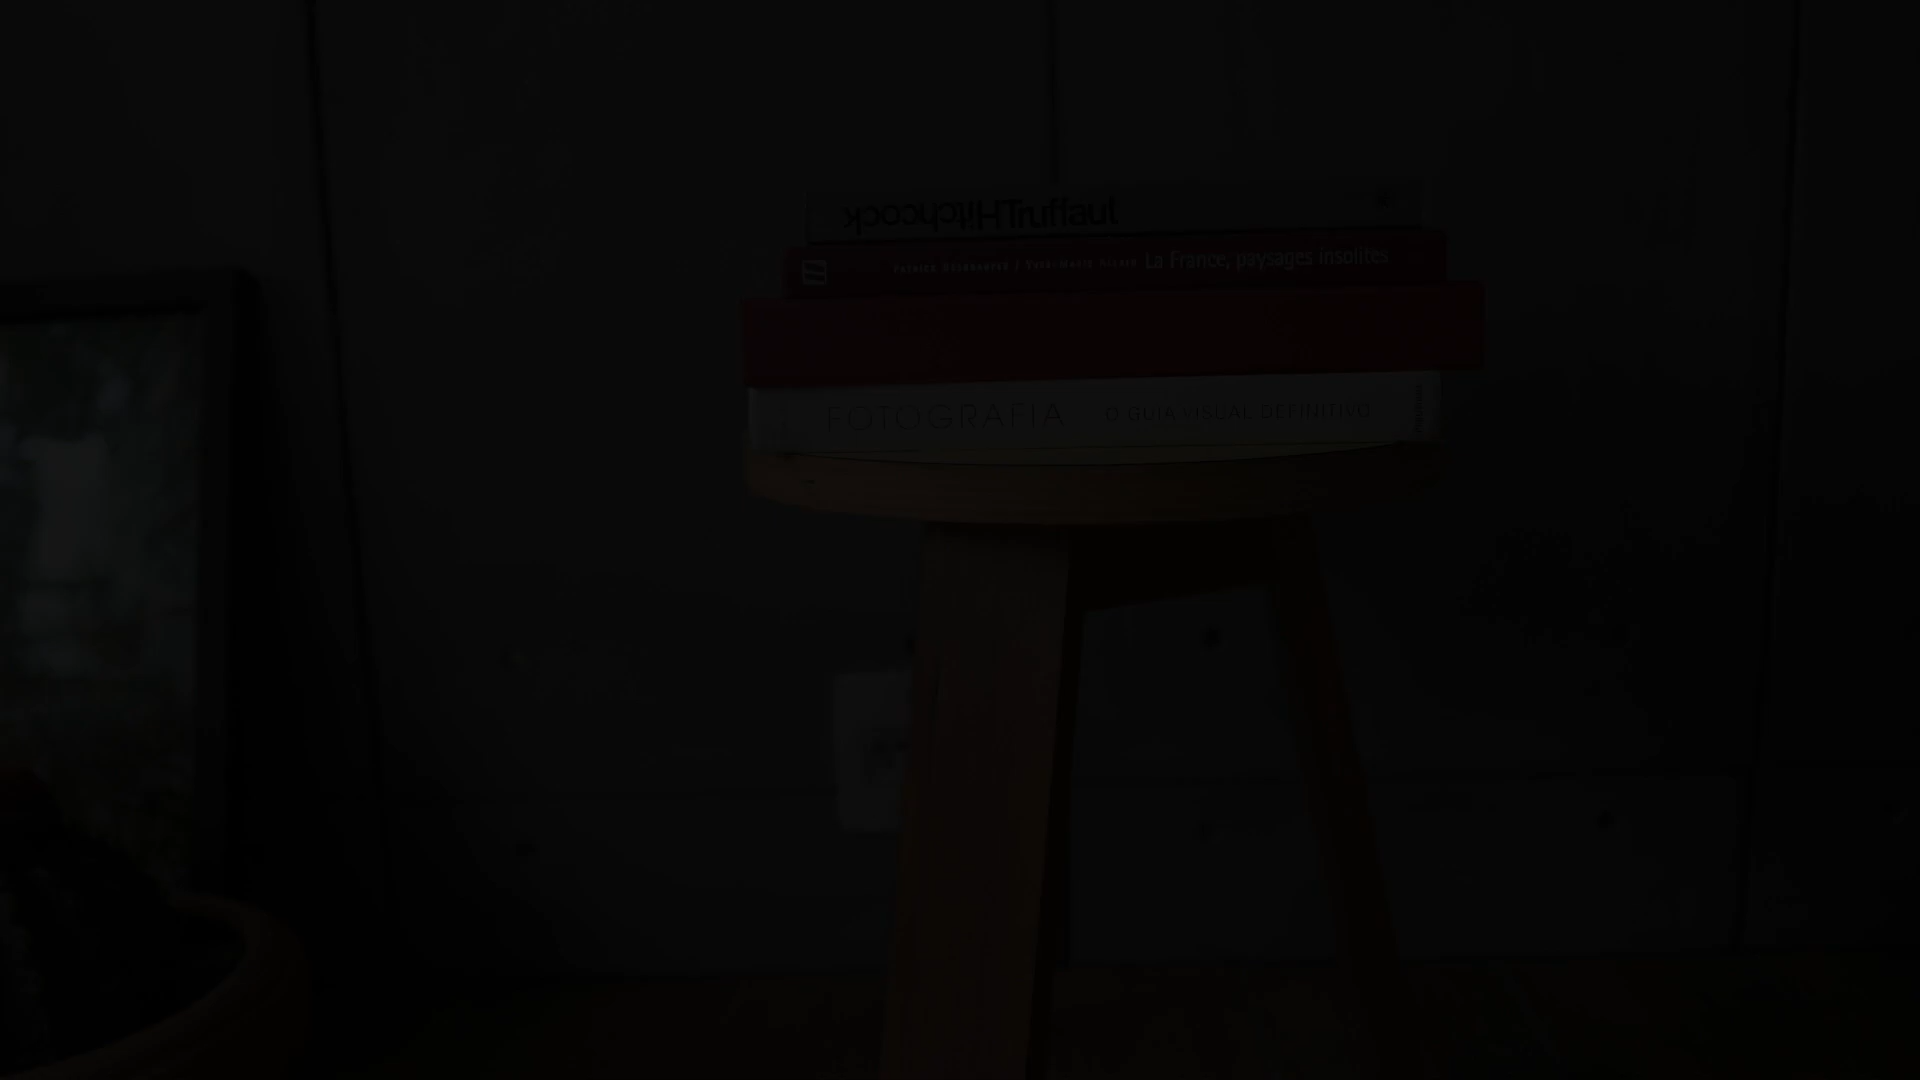 Hitchcock Truffaut
La France, paysages insolites
FOTOGRAFIA O GUIA VISUAL DEFINITIVO